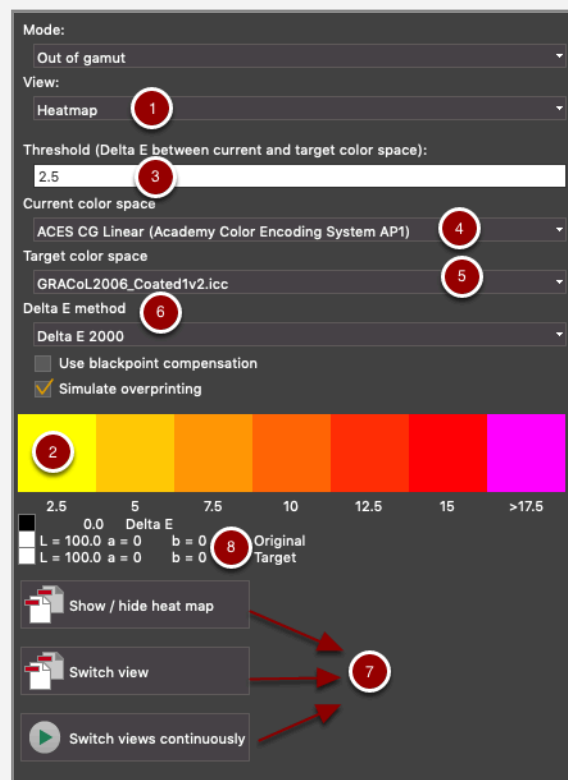 Mode:
Out of gamut
View:
Heatmap
1
Threshold (Delta E between current and target color space):
2.5
3
Current color space
ACES CG Linear (Academy Color Encoding System AP1)
4
Target color space
5
GRACoL2006_Coated1v2.icc
Delta E method
6
Delta E 2000
Use blackpoint compensation
Simulate overprinting
2
2.5 5 7.5 10 12.5 15 >17.5
0.0 Delta E
L = 100.0 a = 0 b = 0 Original
8
L = 100.0 a = 0 b = 0 Target
Show / hide heat map
Switch view
7
Switch views continuously